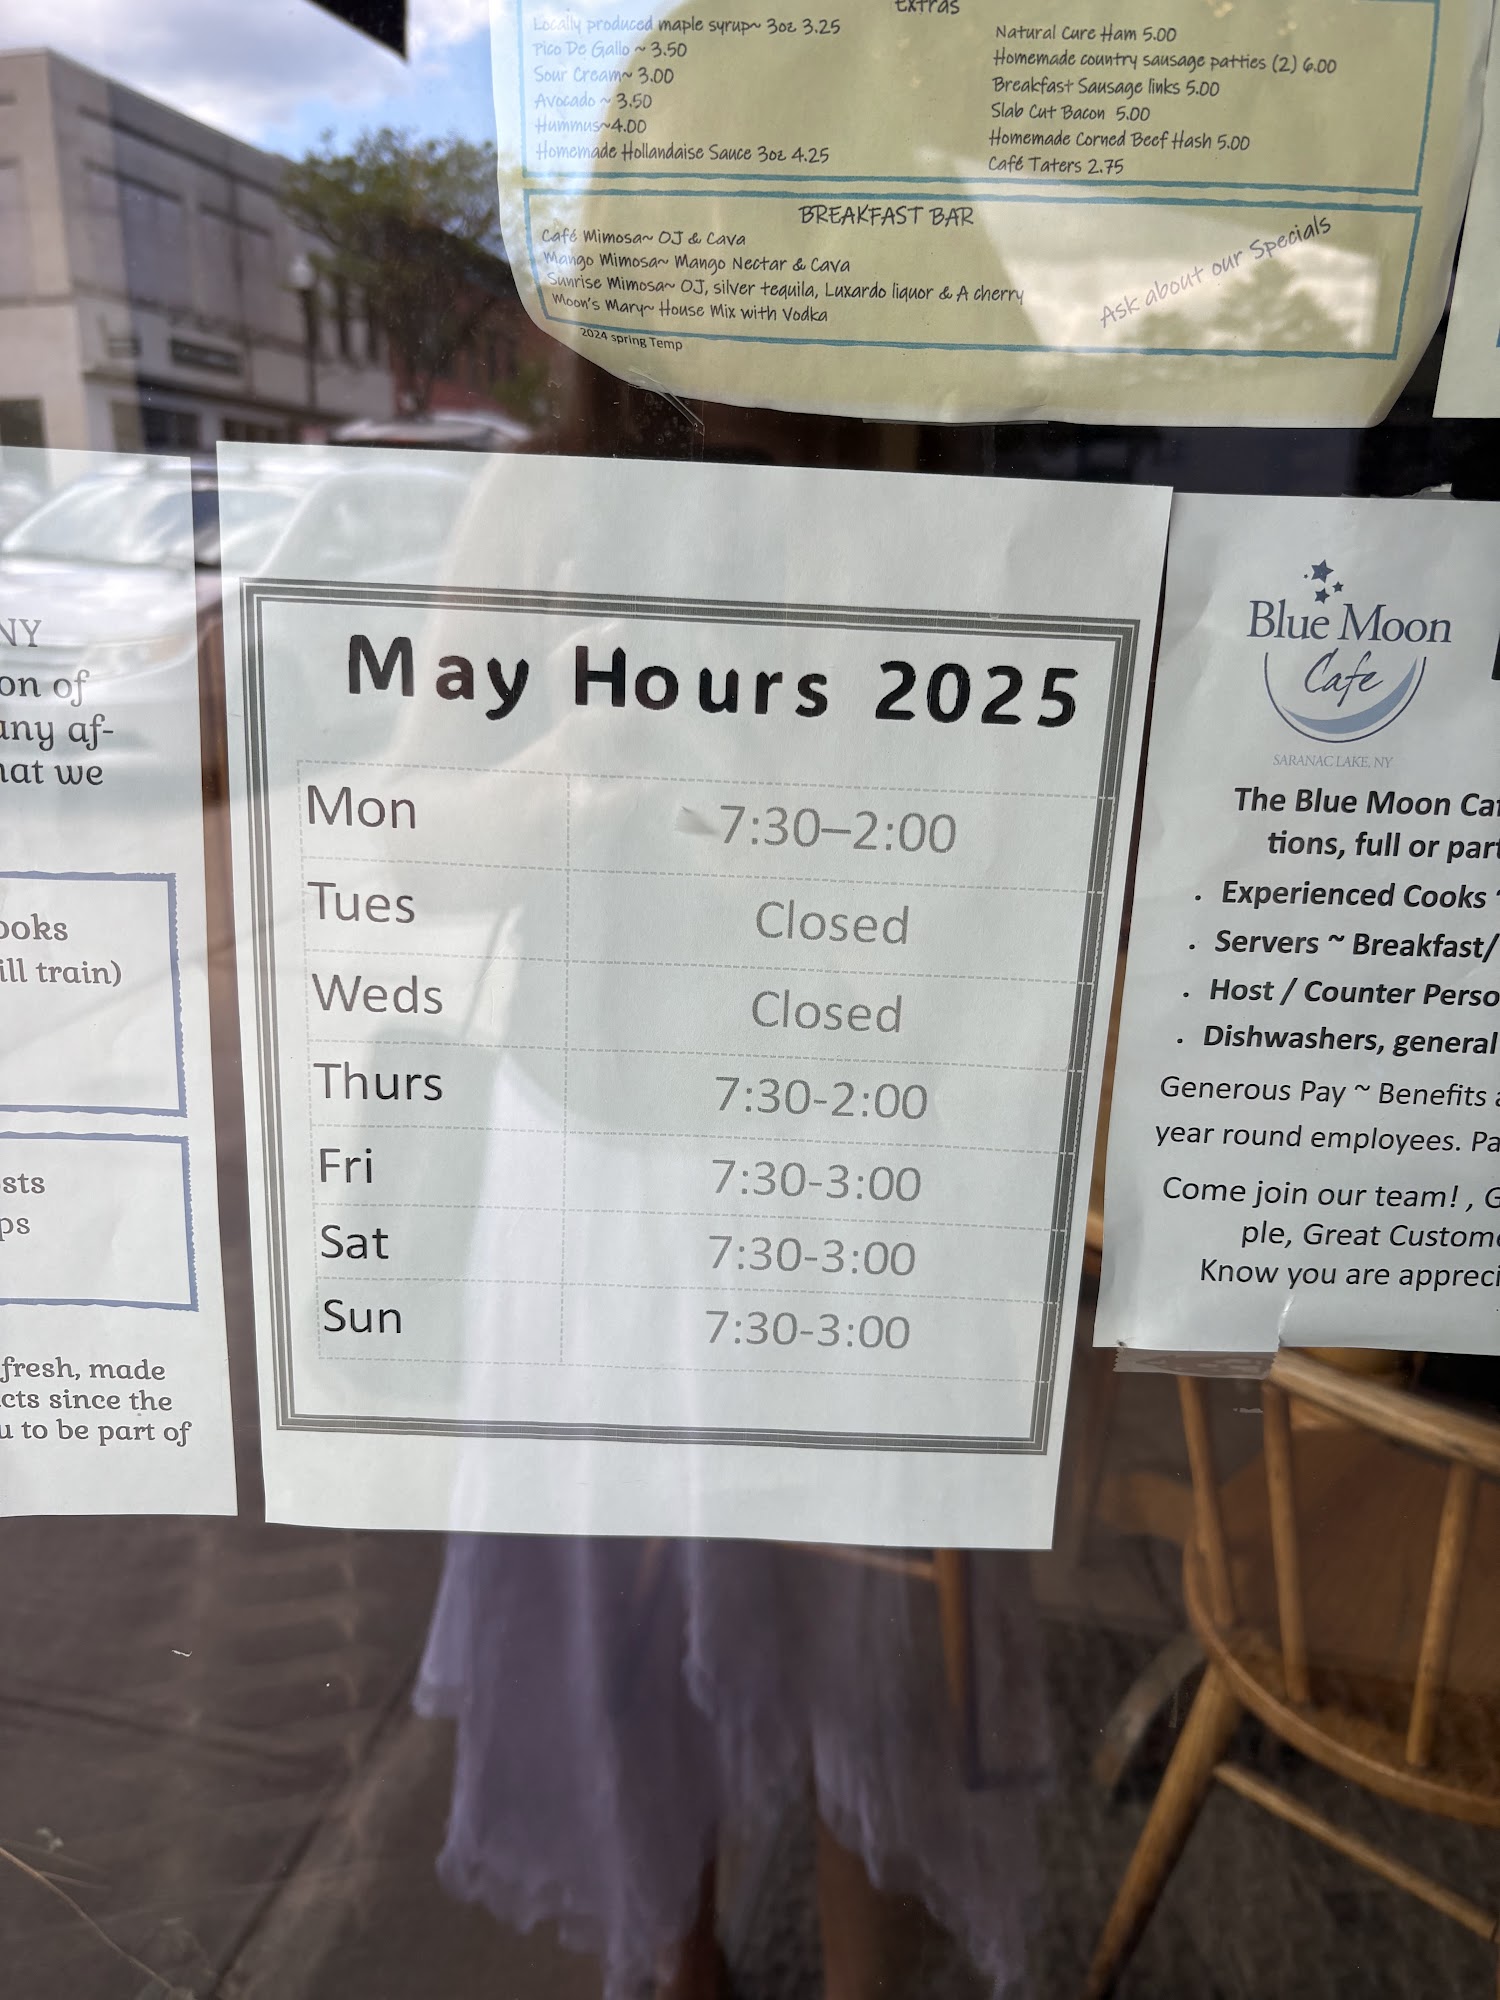 Extras
Locally produced maple syrup~ 3oz 3.25
Pico De Gallo ~ 3.50
Sour Cream~ 3.00
Avocado ~ 3.50
Hummus~4.00
Homemade Hollandaise Sauce 3oz 4.25
Natural Cure Ham 5.00
Homemade country sausage patties (2) 6.00
Breakfast Sausage links 5.00
Slab Cut Bacon 5.00
Homemade Corned Beef Hash 5.00
Café Taters 2.75
BREAKFAST BAR
Café Mimosa~ OJ & Cava
Mango Mimosa~ Mango Nectar & Cava
Sunrise Mimosa~ OJ, silver tequila, Luxardo liquor & A cherry
Moon's Mary~ House Mix with Vodka
Ask about our Specials
2024 spring Temp
NY
on of
any af-
hat we
ooks
ill train)
sts
ps
fresh, made
cts since the
u to be part of
May Hours 2025
Mon 7:30–2:00
Tues Closed
Weds Closed
Thurs 7:30-2:00
Fri 7:30-3:00
Sat 7:30-3:00
Sun 7:30-3:00
Blue Moon
Cafe
SARANAC LAKE, NY
The Blue Moon Caf
tions, full or part
. Experienced Cooks ~
. Servers ~ Breakfast/
. Host / Counter Perso
. Dishwashers, general
Generous Pay ~ Benefits a
year round employees. Pa
Come join our team! , G
ple, Great Custome
Know you are appreci